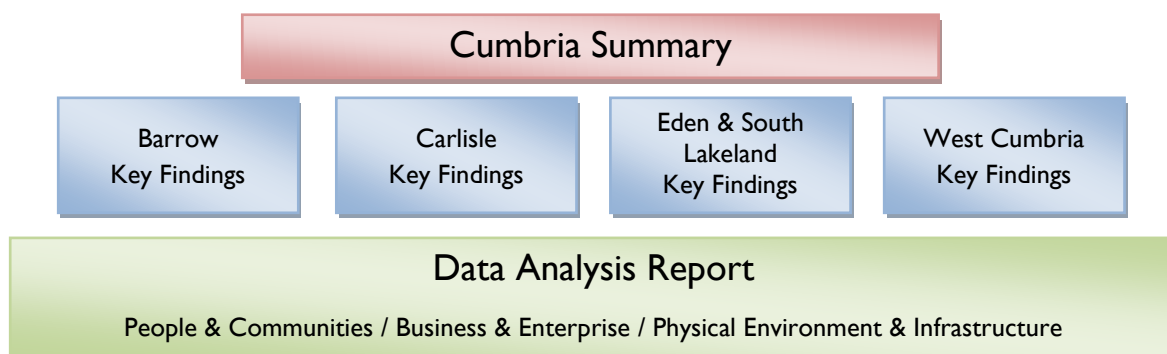 Cumbria Summary
Barrow
Key Findings
Carlisle
Key Findings
Eden & South
Lakeland
Key Findings
West Cumbria
Key Findings
Data Analysis Report
People & Communities / Business & Enterprise / Physical Environment & Infrastructure